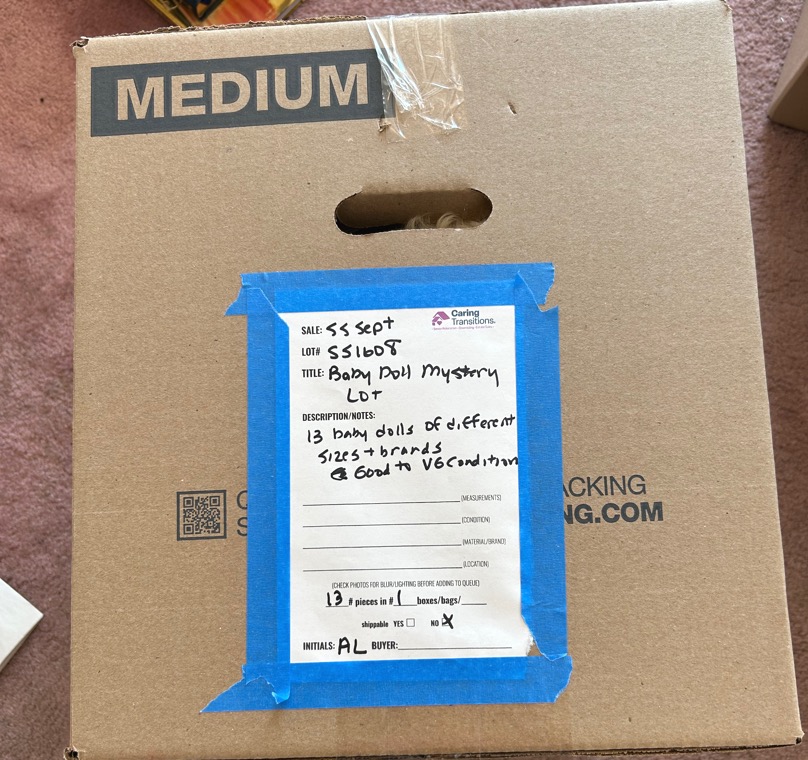 MEDIUM
Caring
Transitions.
SALE: SS Sept
LOT# SS1608
TITLE: Baby Doll Mystery
Lot
DESCRIPTION/NOTES:
13 baby dolls of different
sizes + brands
Good to VG Condition
(MEASUREMENTS)
(CONDITION)
(MATERIAL/BRAND)
(LOCATION)
ACKING
NG.COM
(CHECK PHOTOS FOR BLUR/LIGHTING BEFORE ADDING TO QUEUE)
13 # pieces in # 1 boxes/bags/
shippable YES NO X
INITIALS: AL BUYER: